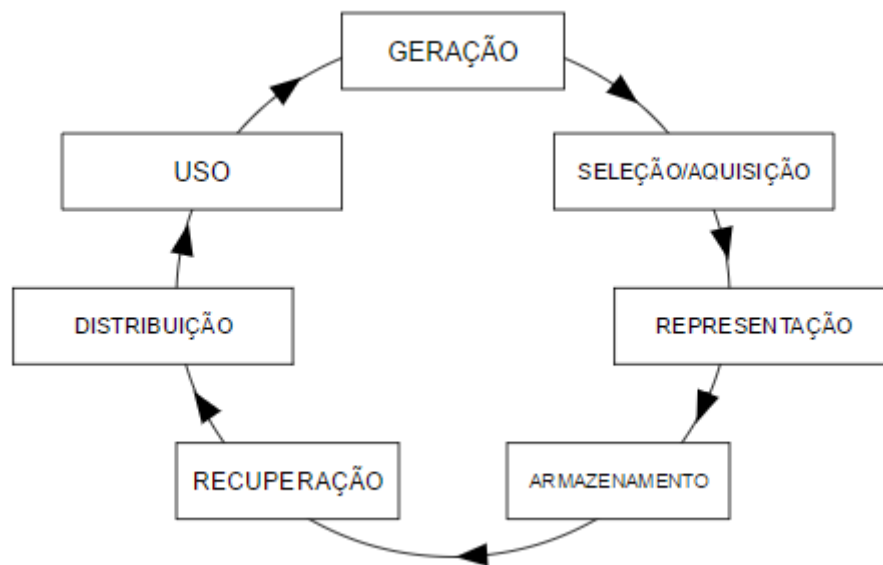 GERAÇÃO
SELEÇÃO/AQUISIÇÃO
REPRESENTAÇÃO
ARMAZENAMENTO
RECUPERAÇÃO
DISTRIBUIÇÃO
USO